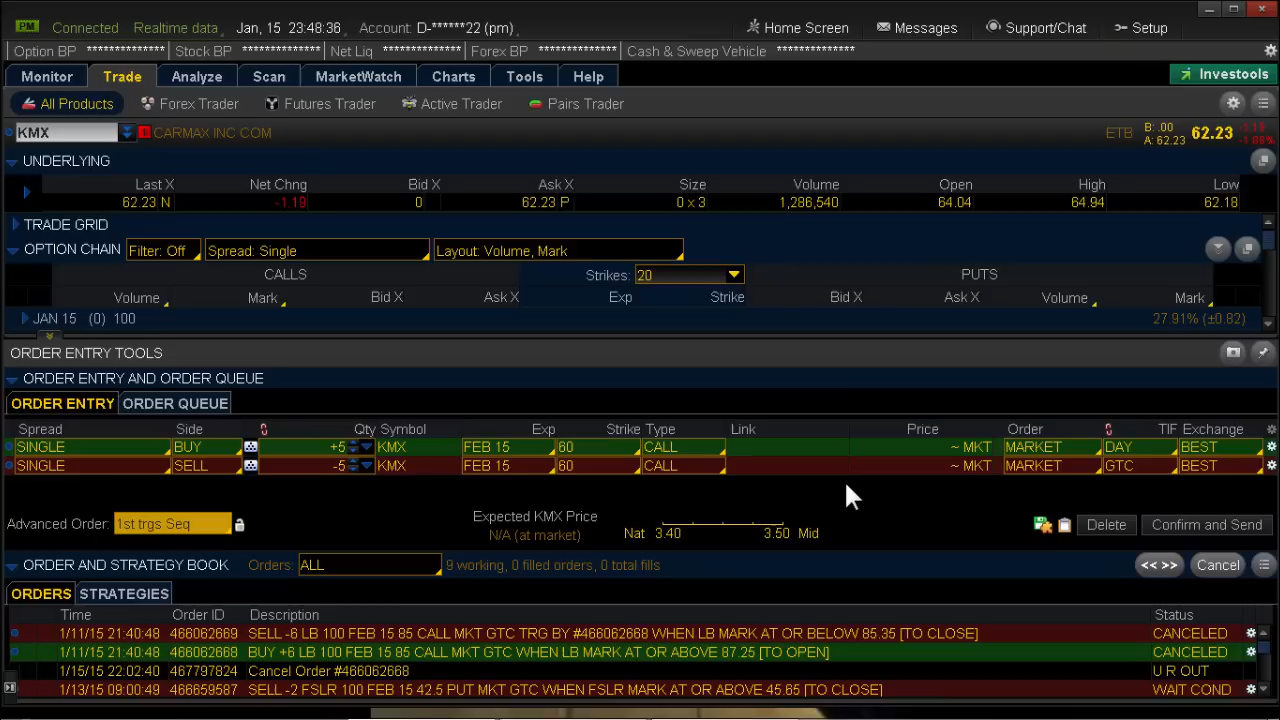 PM Connected Realtime data Jan, 15 23:48:36 Account: D-******22 (pm) Home Screen Messages Support/Chat Setup
Option BP ************** Stock BP ************** Net Liq ************** Forex BP ************** Cash & Sweep Vehicle **************
Monitor Trade Analyze Scan MarketWatch Charts Tools Help Investools
All Products Forex Trader Futures Trader Active Trader Pairs Trader
KMX CARMAX INC COM ETB B: .00 A: 62.23 62.23 -1.19 -1.88%
UNDERLYING
Last X Net Chng Bid X Ask X Size Volume Open High Low
62.23 N -1.19 0 62.23 P 0 x 3 1,286,540 64.04 64.94 62.18
TRADE GRID
OPTION CHAIN Filter: Off Spread: Single Layout: Volume, Mark
CALLS Strikes: 20 PUTS
Volume Mark Bid X Ask X Exp Strike Bid X Ask X Volume Mark
JAN 15 (0) 100 27.91% (±0.82)
ORDER ENTRY TOOLS
ORDER ENTRY AND ORDER QUEUE
ORDER ENTRY ORDER QUEUE
Spread Side Qty Symbol Exp Strike Type Link Price Order TIF Exchange
SINGLE BUY +5 KMX FEB 15 60 CALL ~ MKT MARKET DAY BEST
SINGLE SELL -5 KMX FEB 15 60 CALL ~ MKT MARKET GTC BEST
Advanced Order: 1st trgs Seq Expected KMX Price N/A (at market) Nat 3.40 3.50 Mid Delete Confirm and Send
ORDER AND STRATEGY BOOK Orders: ALL 9 working, 0 filled orders, 0 total fills << >> Cancel
ORDERS STRATEGIES
Time Order ID Description Status
1/11/15 21:40:48 466062669 SELL -6 LB 100 FEB 15 85 CALL MKT GTC TRG BY #466062668 WHEN LB MARK AT OR BELOW 85.35 [TO CLOSE] CANCELED
1/11/15 21:40:48 466062668 BUY +6 LB 100 FEB 15 85 CALL MKT GTC WHEN LB MARK AT OR ABOVE 87.25 [TO OPEN] CANCELED
1/15/15 22:02:40 467797824 Cancel Order #466062668 U R OUT
1/13/15 09:00:49 466659587 SELL -2 FSLR 100 FEB 15 42.5 PUT MKT GTC WHEN FSLR MARK AT OR ABOVE 45.65 [TO CLOSE] WAIT COND